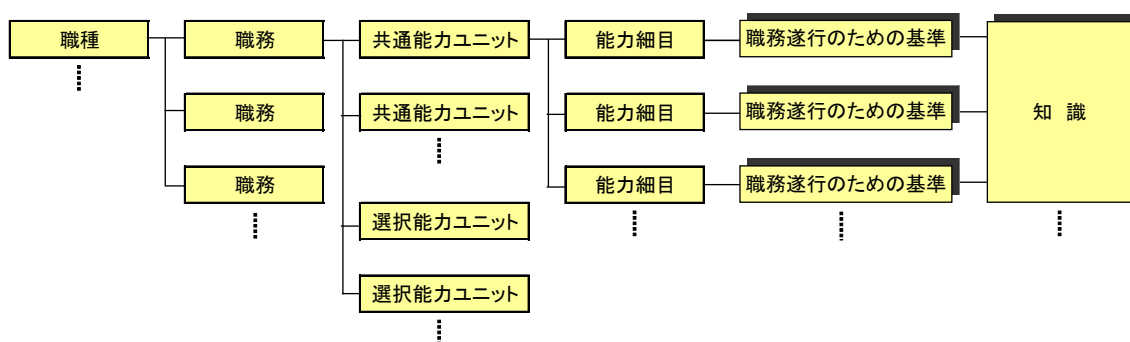 職種
職務
共通能力ユニット
能力細目
職務遂行のための基準
職務
共通能力ユニット
能力細目
職務遂行のための基準
知 識
職務
能力細目
職務遂行のための基準
選択能力ユニット
選択能力ユニット